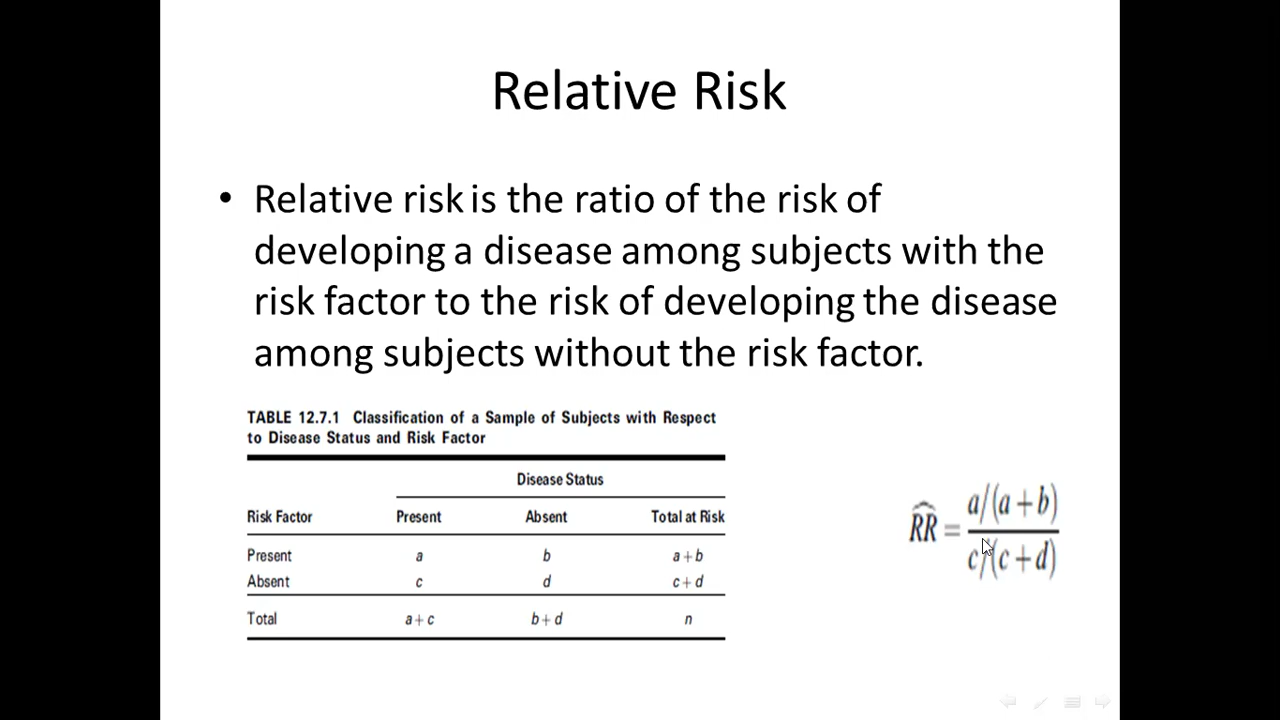 Relative Risk
• Relative risk is the ratio of the risk of
developing a disease among subjects with the
risk factor to the risk of developing the disease
among subjects without the risk factor.
TABLE 12.7.1 Classification of a Sample of Subjects with Respect
to Disease Status and Risk Factor
Disease Status
Risk Factor Present Absent Total at Risk
Present a b a + b
Absent c d c + d
Total a + c b + d n
R̂R = a/(a + b)
c/(c + d)